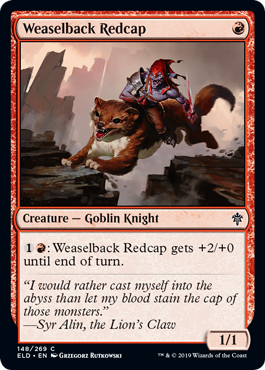 Weaselback Redcap
Creature — Goblin Knight
1 : Weaselback Redcap gets +2/+0
until end of turn.
“I would rather cast myself into the
abyss than let my blood stain the cap of
those monsters.”
—Syr Alin, the Lion’s Claw
1/1
148/269 C
ELD • EN GRZEGORZ RUTKOWSKI
™ & © 2019 Wizards of the Coast